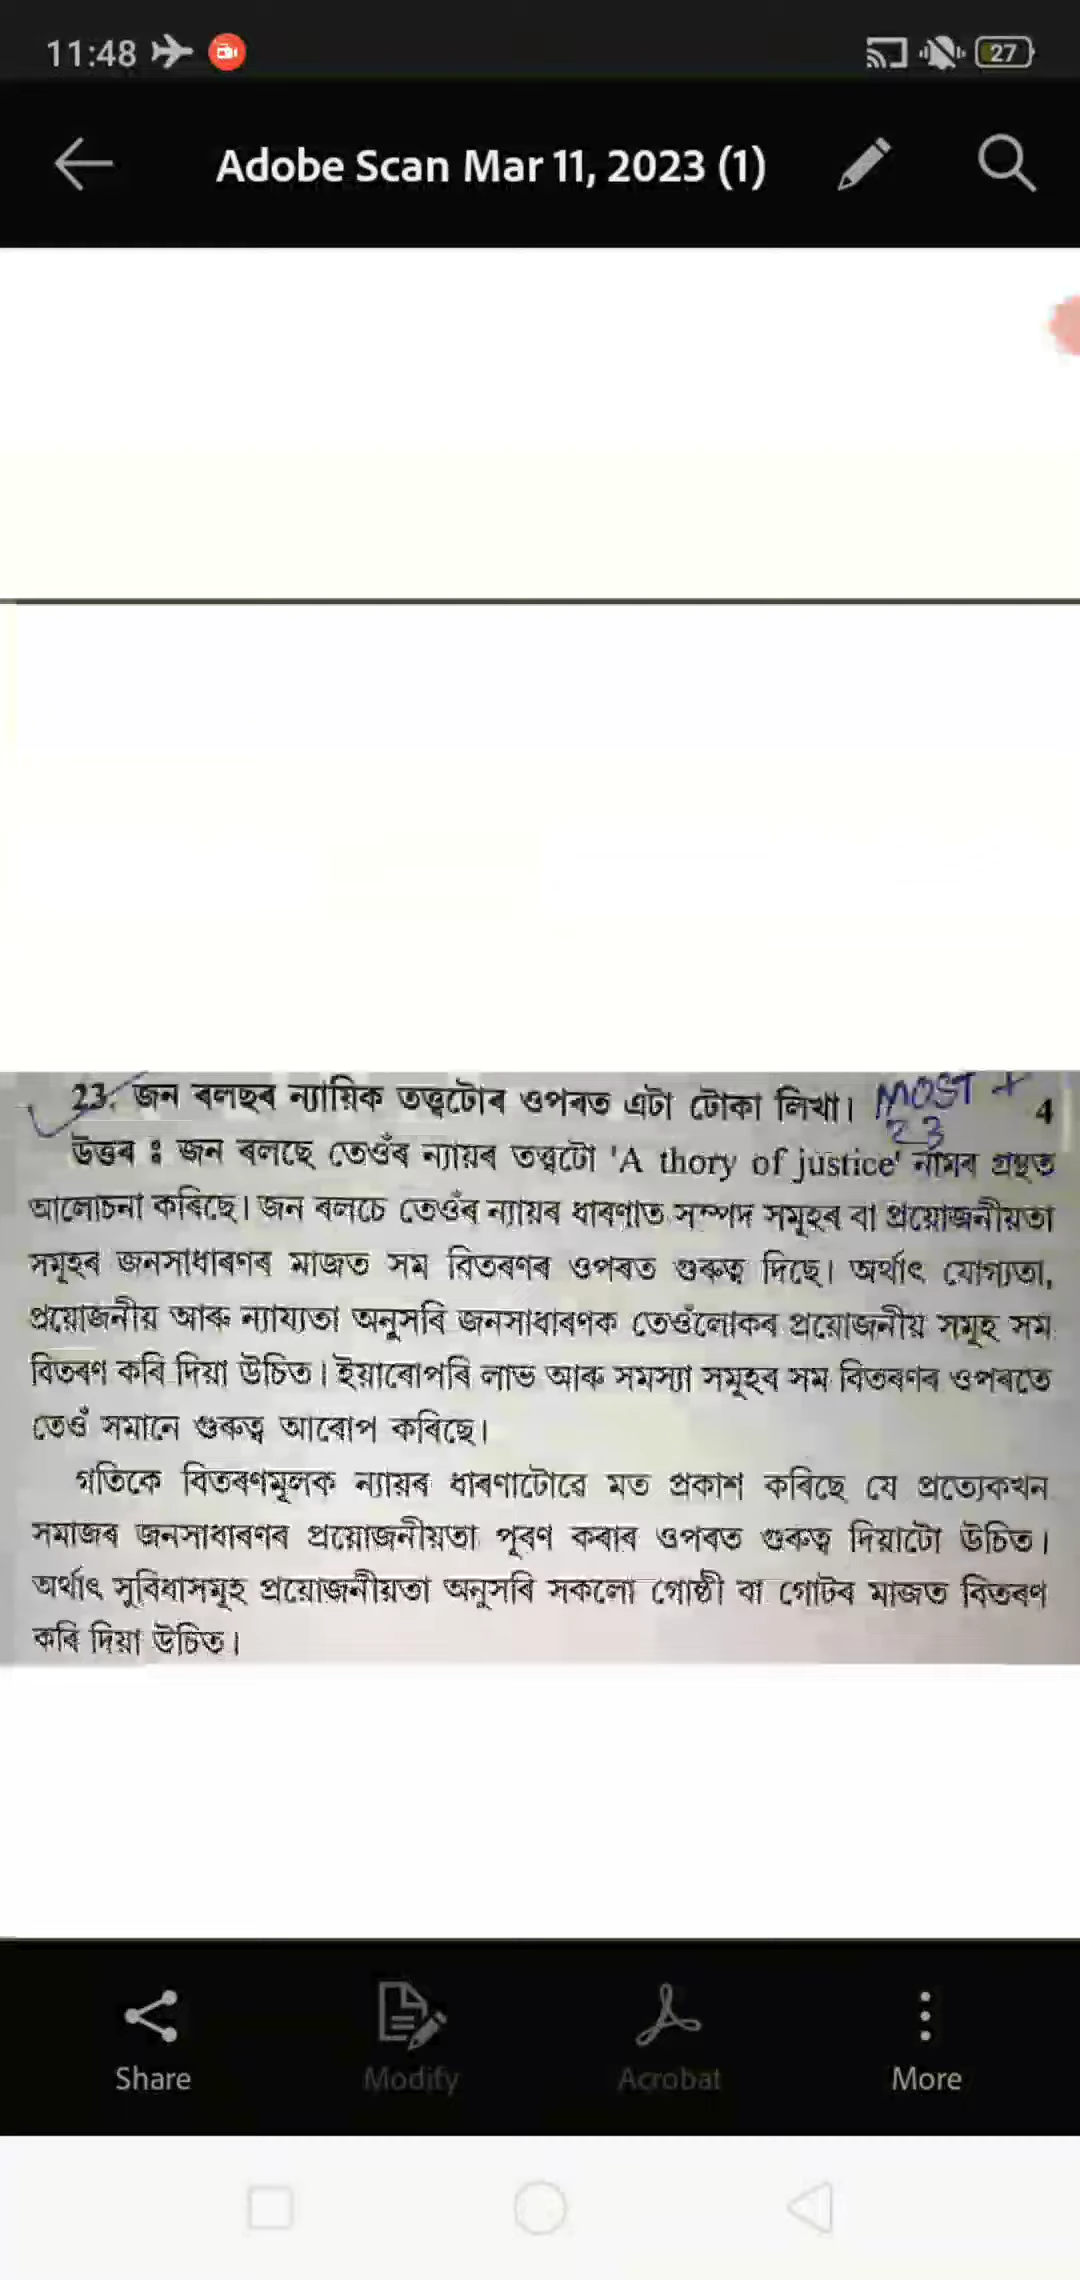 11:48
27
Adobe Scan Mar 11, 2023 (1)
23. জন ৰলছৰ ন্যায়িক তত্ত্বটোৰ ওপৰত এটা টোকা লিখা। MOST + 4
23
উত্তৰ : জন ৰলছে তেওঁৰ ন্যায়ৰ তত্ত্বটো 'A thory of justice' নামৰ গ্ৰন্থত
আলোচনা কৰিছে। জন ৰলচে তেওঁৰ ন্যায়ৰ ধাৰণাত সম্পদ সমূহৰ বা প্ৰয়োজনীয়তা
সমূহৰ জনসাধাৰণৰ মাজত সম বিতৰণৰ ওপৰত গুৰুত্ব দিছে। অৰ্থাৎ যোগ্যতা,
প্ৰয়োজনীয় আৰু ন্যায্যতা অনুসৰি জনসাধাৰণক তেওঁলোকৰ প্ৰয়োজনীয় সমূহ সম
বিতৰণ কৰি দিয়া উচিত। ইয়াৰোপৰি লাভ আৰু সমস্যা সমূহৰ সম বিতৰণৰ ওপৰতে
তেওঁ সমানে গুৰুত্ব আৰোপ কৰিছে।
গতিকে বিতৰণমূলক ন্যায়ৰ ধাৰণাটোৱে মত প্ৰকাশ কৰিছে যে প্ৰত্যেকখন
সমাজৰ জনসাধাৰণৰ প্ৰয়োজনীয়তা পূৰণ কৰাৰ ওপৰত গুৰুত্ব দিয়াটো উচিত।
অৰ্থাৎ সুবিধাসমূহ প্ৰয়োজনীয়তা অনুসৰি সকলো গোষ্ঠী বা গোটৰ মাজত বিতৰণ
কৰি দিয়া উচিত।
Share Modify Acrobat More